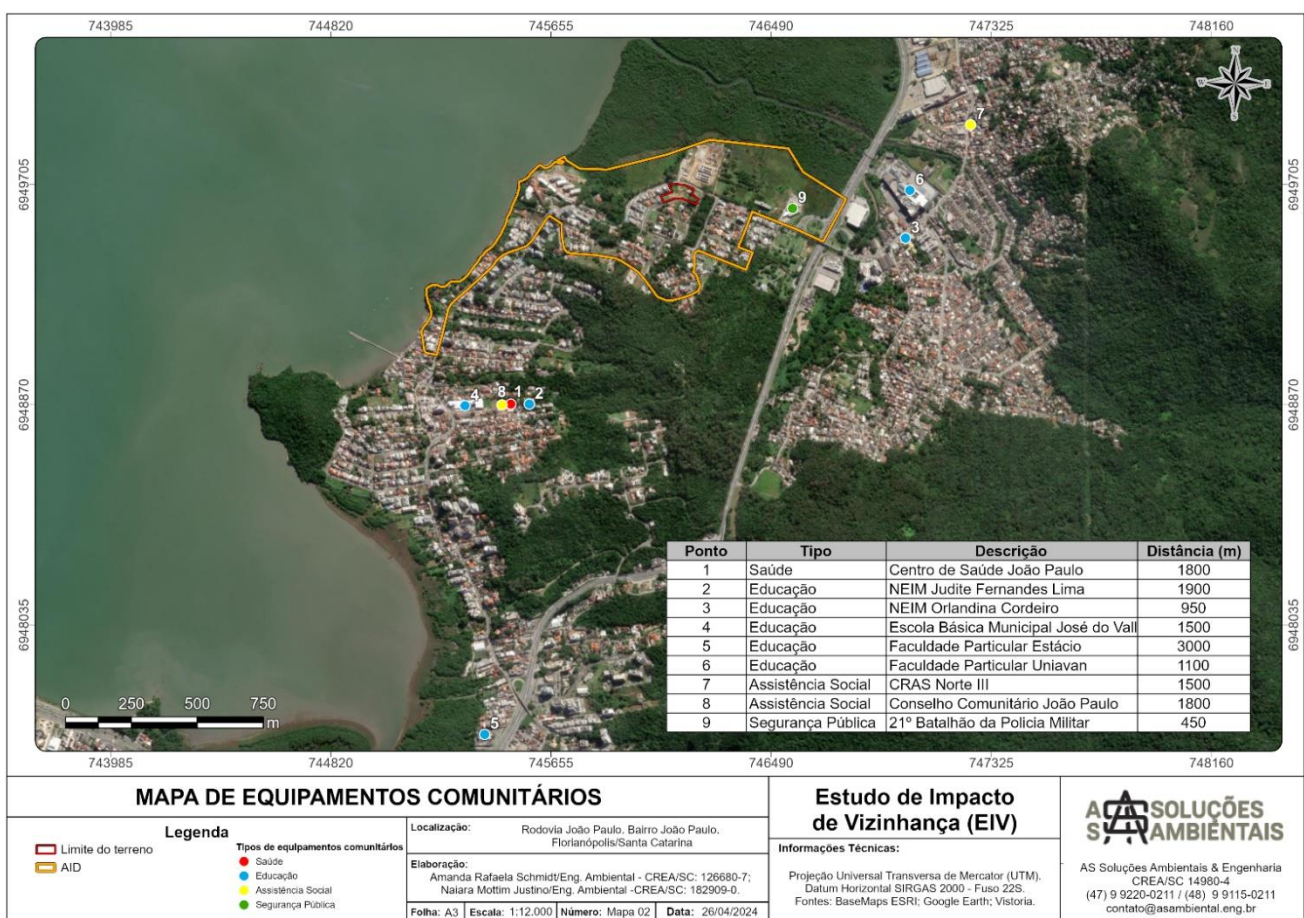 743985 744820 745655 746490 747325 748160
N
W E
S
6949705 6949705
6948870 6948870
6948035 6948035
7
6
9
3
4 8 1 2
5
0 250 500 750
m
Ponto Tipo Descrição Distância (m)
1 Saúde Centro de Saúde João Paulo 1800
2 Educação NEIM Judite Fernandes Lima 1900
3 Educação NEIM Orlandina Cordeiro 950
4 Educação Escola Básica Municipal José do Vall 1500
5 Educação Faculdade Particular Estácio 3000
6 Educação Faculdade Particular Uniavan 1100
7 Assistência Social CRAS Norte III 1500
8 Assistência Social Conselho Comunitário João Paulo 1800
9 Segurança Pública 21º Batalhão da Policia Militar 450
743985 744820 745655 746490 747325 748160
MAPA DE EQUIPAMENTOS COMUNITÁRIOS
Legenda
Limite do terreno
AID
Tipos de equipamentos comunitários
Saúde
Educação
Assistência Social
Segurança Pública
Localização: Rodovia João Paulo. Bairro João Paulo.
Florianópolis/Santa Catarina
Elaboração:
Amanda Rafaela Schmidt/Eng. Ambiental - CREA/SC: 126680-7;
Naiara Mottim Justino/Eng. Ambiental -CREA/SC: 182909-0.
Folha: A3 Escala: 1:12.000 Número: Mapa 02 Data: 26/04/2024
Estudo de Impacto
de Vizinhança (EIV)
Informações Técnicas:
Projeção Universal Transversa de Mercator (UTM).
Datum Horizontal SIRGAS 2000 - Fuso 22S.
Fontes: BaseMaps ESRI; Google Earth; Vistoria.
AS SOLUÇÕES
AMBIENTAIS
AS Soluções Ambientais & Engenharia
CREA/SC 14980-4
(47) 9 9220-0211 / (48) 9 9115-0211
contato@asambiental.eng.br